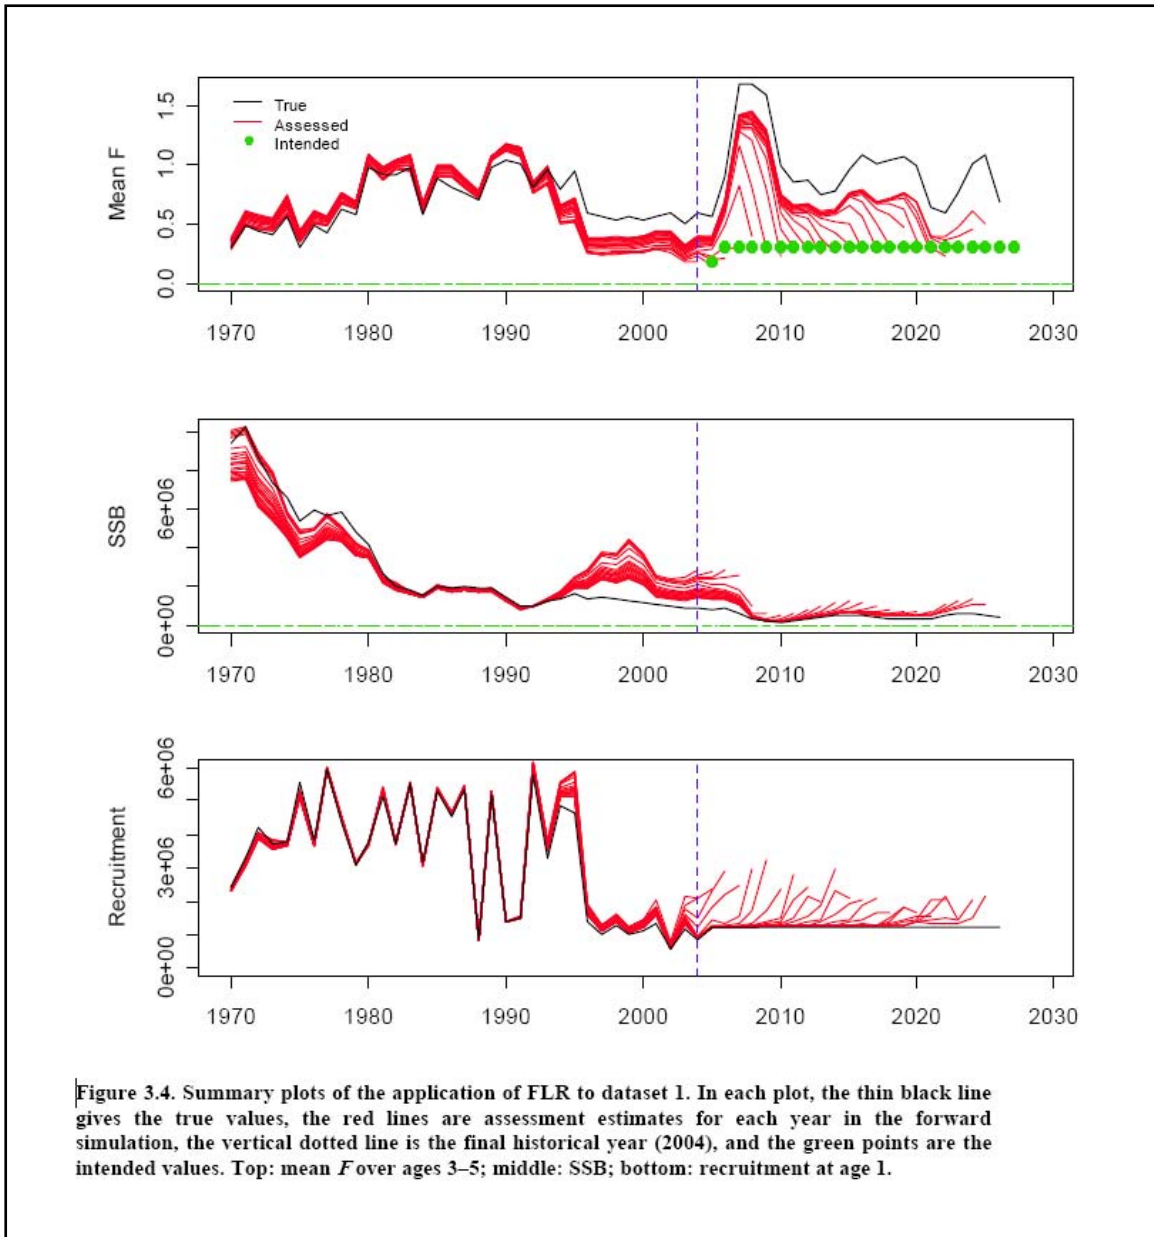 True
Assessed
Intended
Mean F
0.0 0.5 1.0 1.5
1970 1980 1990 2000 2010 2020 2030
SSB
0e+00 6e+06
1970 1980 1990 2000 2010 2020 2030
Recruitment
0e+00 3e+06 6e+06
1970 1980 1990 2000 2010 2020 2030
Figure 3.4. Summary plots of the application of FLR to dataset 1. In each plot, the thin black line
gives the true values, the red lines are assessment estimates for each year in the forward
simulation, the vertical dotted line is the final historical year (2004), and the green points are the
intended values. Top: mean F over ages 3–5; middle: SSB; bottom: recruitment at age 1.